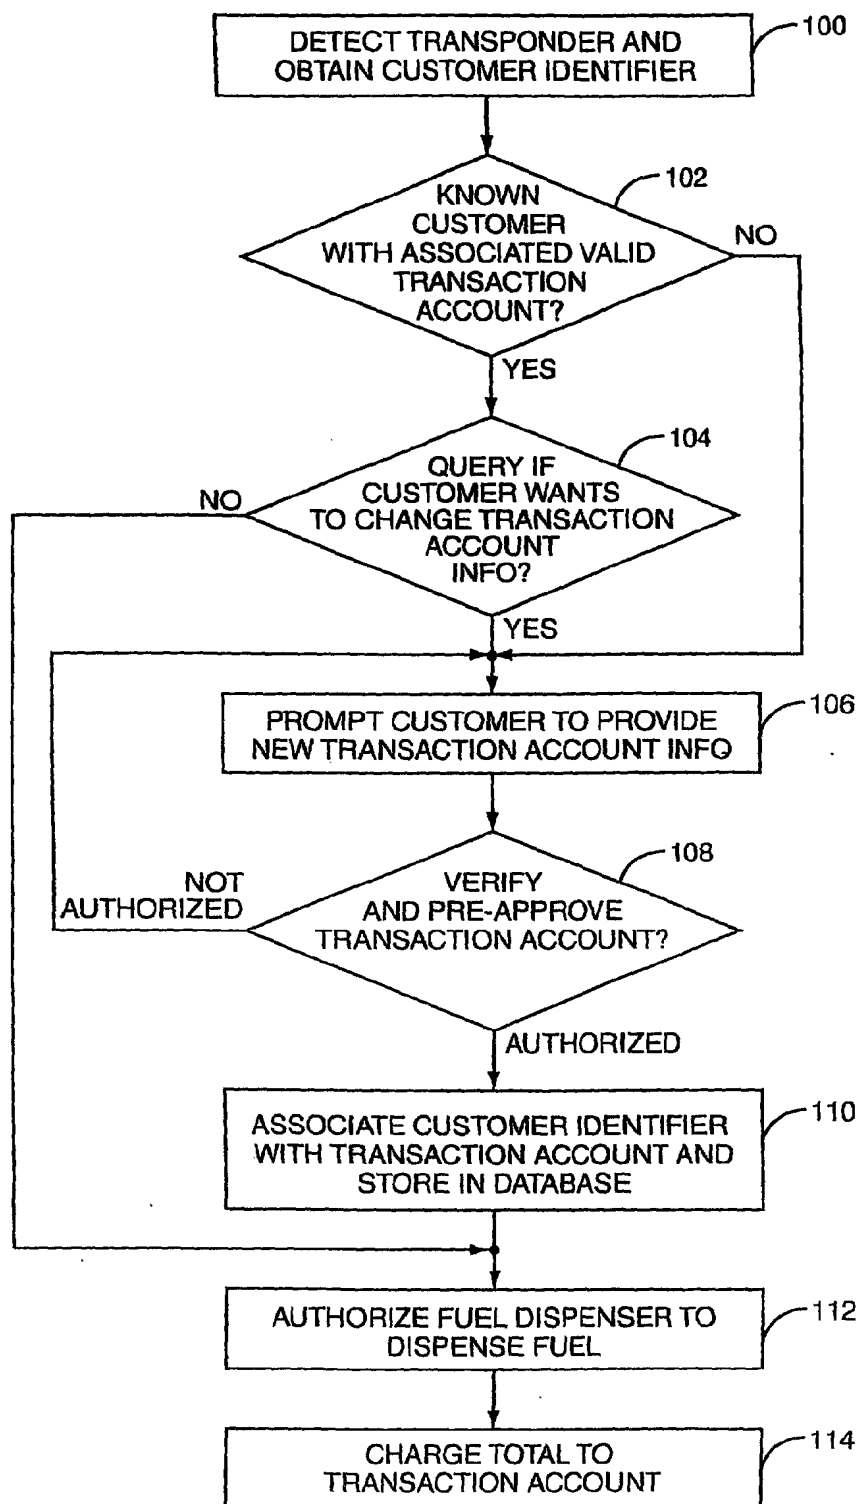 DETECT TRANSPONDER AND
OBTAIN CUSTOMER IDENTIFIER
100
KNOWN
CUSTOMER
WITH ASSOCIATED VALID
TRANSACTION
ACCOUNT?
102
NO
YES
QUERY IF
CUSTOMER WANTS
TO CHANGE TRANSACTION
ACCOUNT
INFO?
104
NO
YES
PROMPT CUSTOMER TO PROVIDE
NEW TRANSACTION ACCOUNT INFO
106
VERIFY
AND PRE-APPROVE
TRANSACTION ACCOUNT?
108
NOT
AUTHORIZED
AUTHORIZED
ASSOCIATE CUSTOMER IDENTIFIER
WITH TRANSACTION ACCOUNT AND
STORE IN DATABASE
110
AUTHORIZE FUEL DISPENSER TO
DISPENSE FUEL
112
CHARGE TOTAL TO
TRANSACTION ACCOUNT
114